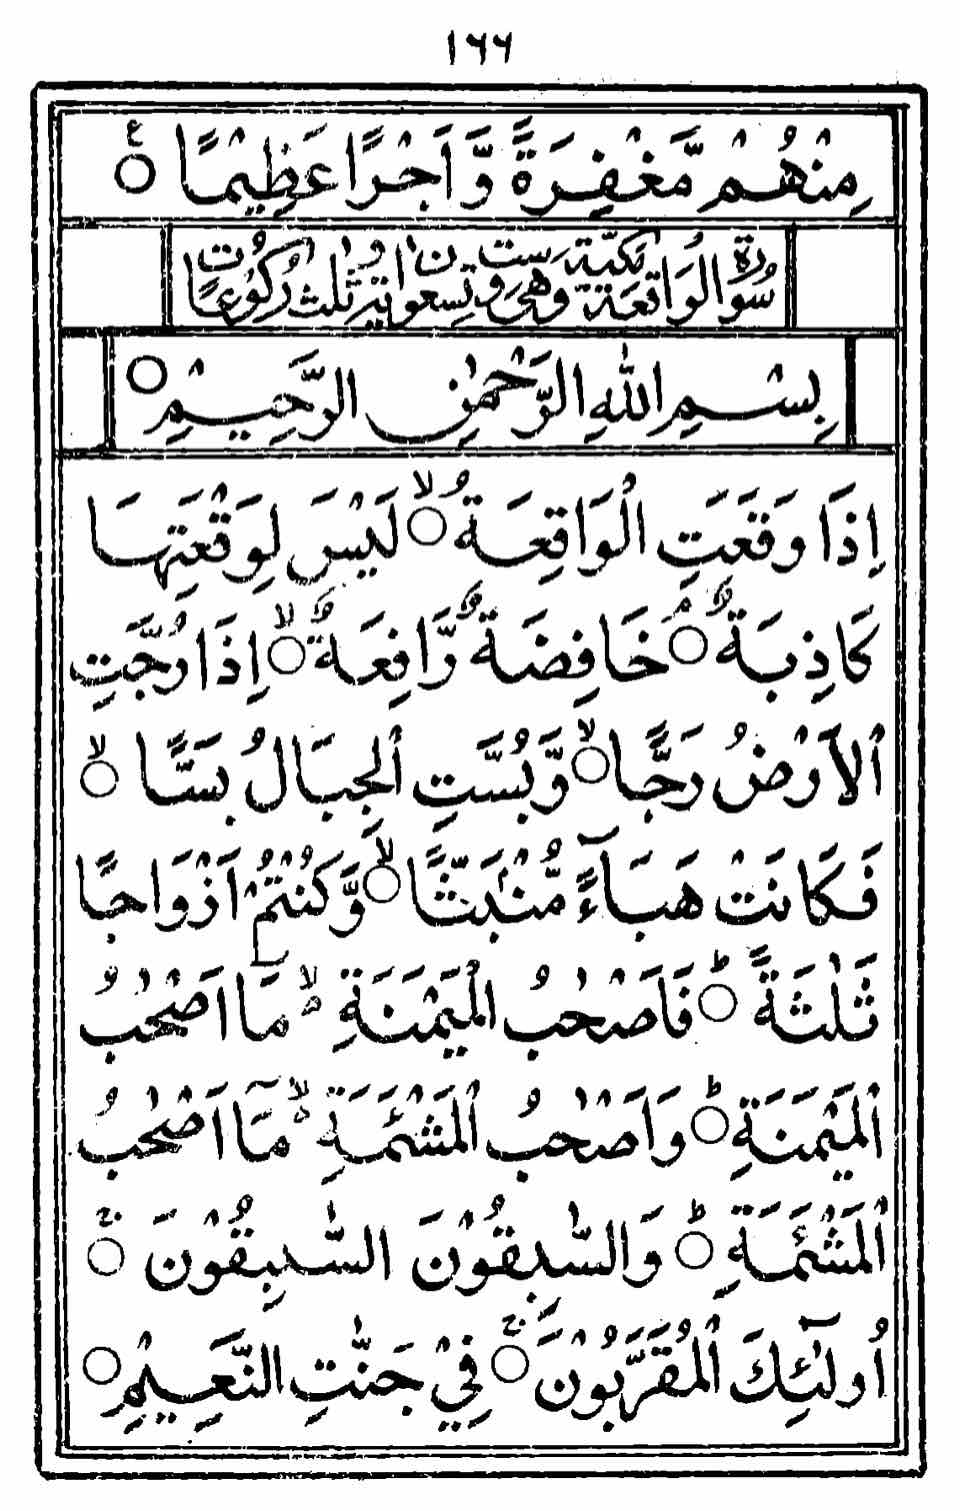 ١٦٦
مِنْهُمْ مَّغْفِرَةً وَّاَجْرًا عَظِيْمًا ۝ ع
سُوْرَةُ الْوَاقِعَةِ مَكِّيَّةٌ وَّهِيَ سِتٌّ وَّتِسْعُوْنَ اٰيَةً وَّثَلٰثُ رُكُوْعَاتٍ
بِسْمِ اللّٰهِ الرَّحْمٰنِ الرَّحِيْمِ ۝
اِذَا وَقَعَتِ الْوَاقِعَةُ ۝ۙ لَيْسَ لِوَقْعَتِهَا
كَاذِبَةٌ ۝ۘ خَافِضَةٌ رَّافِعَةٌ ۝ۙ اِذَا رُجَّتِ
الْاَرْضُ رَجًّا ۝ۙ وَّبُسَّتِ الْجِبَالُ بَسًّا ۝ۙ
فَكَانَتْ هَبَآءً مُّنْۢبَثًّا ۝ۙ وَّكُنْتُمْ اَزْوَاجًا
ثَلٰثَةً ۝ؕ فَاَصْحٰبُ الْمَيْمَنَةِ ۙ مَا اَصْحٰبُ
الْمَيْمَنَةِ ۝ؕ وَاَصْحٰبُ الْمَشْئَمَةِ ۙ مَآ اَصْحٰبُ
الْمَشْئَمَةِ ۝ؕ وَالسّٰبِقُوْنَ السّٰبِقُوْنَ ۝ۚ
اُولٰٓئِكَ الْمُقَرَّبُوْنَ ۝ۚ فِيْ جَنّٰتِ النَّعِيْمِ ۝